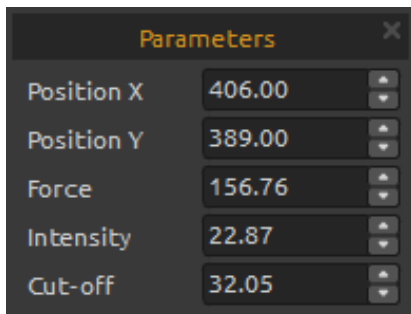 Parameters
Position X 406.00
Position Y 389.00
Force 156.76
Intensity 22.87
Cut-off 32.05